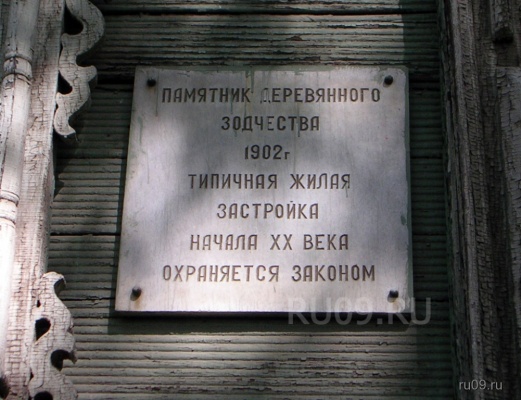 ПАМЯТНИК ДЕРЕВЯННОГО
ЗОДЧЕСТВА
1902г
ТИПИЧНАЯ ЖИЛАЯ
ЗАСТРОЙКА
НАЧАЛА XX ВЕКА
ОХРАНЯЕТСЯ ЗАКОНОМ
RU09.RU
ru09.ru